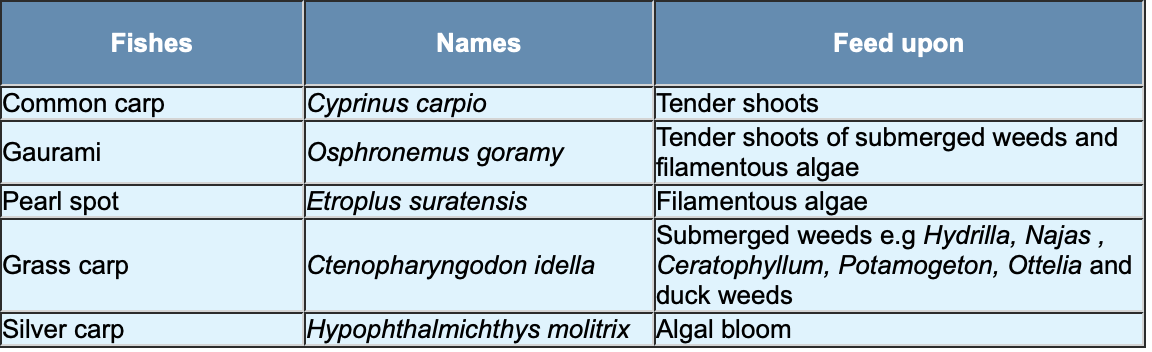 Fishes Names Feed upon
Common carp Cyprinus carpio Tender shoots
Gaurami Osphronemus goramy Tender shoots of submerged weeds and
filamentous algae
Pearl spot Etroplus suratensis Filamentous algae
Grass carp Ctenopharyngodon idella Submerged weeds e.g Hydrilla, Najas ,
Ceratophyllum, Potamogeton, Ottelia and
duck weeds
Silver carp Hypophthalmichthys molitrix Algal bloom